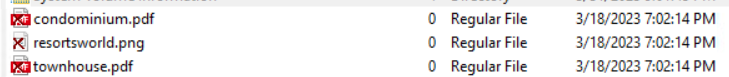 condominium.pdf 0 Regular File 3/18/2023 7:02:14 PM
resortsworld.png 0 Regular File 3/18/2023 7:02:14 PM
townhouse.pdf 0 Regular File 3/18/2023 7:02:14 PM